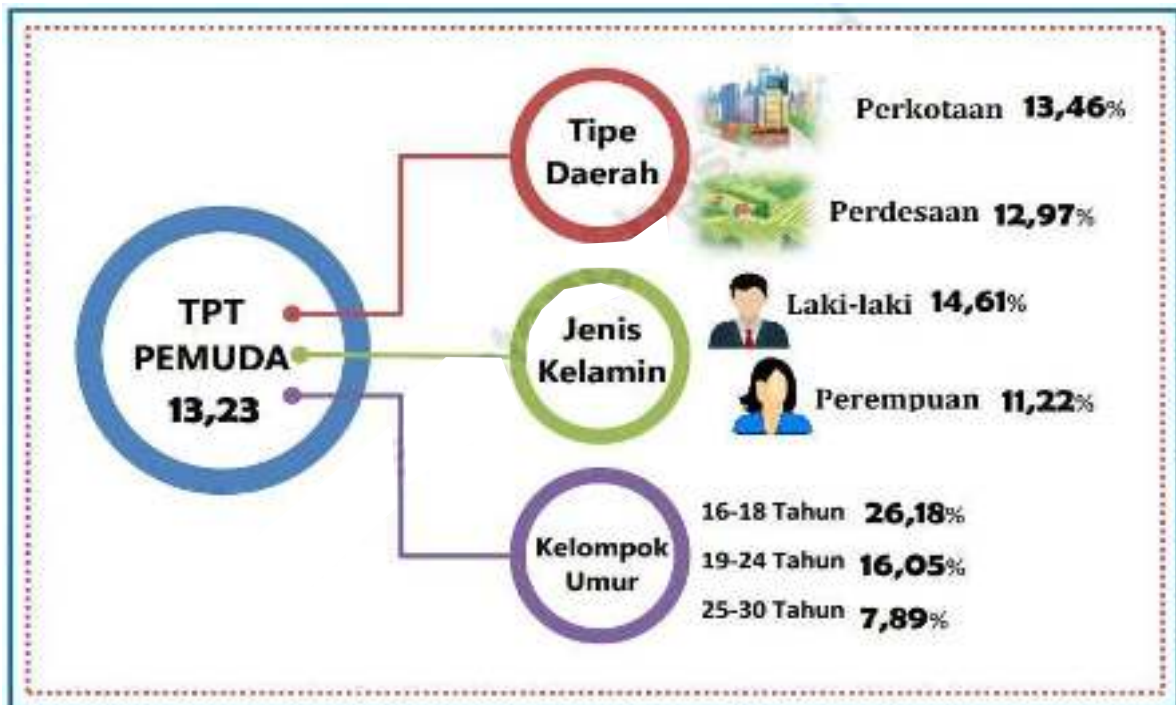 TPT
PEMUDA
13,23
Tipe
Daerah
Perkotaan 13,46%
Perdesaan 12,97%
Jenis
Kelamin
Laki-laki 14,61%
Perempuan 11,22%
Kelompok
Umur
16-18 Tahun 26,18%
19-24 Tahun 16,05%
25-30 Tahun 7,89%